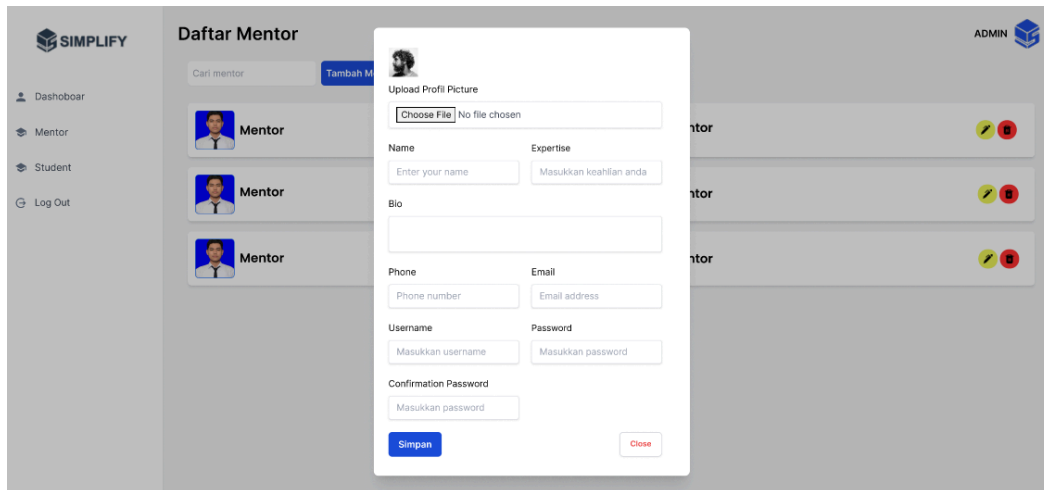 SIMPLIFY
Dashoboar
Mentor
Student
Log Out
Daftar Mentor
ADMIN
Cari mentor
Tambah M
Mentor
ntor
Mentor
ntor
Mentor
ntor
Upload Profil Picture
Choose File No file chosen
Name Expertise
Enter your name Masukkan keahlian anda
Bio
Phone Email
Phone number Email address
Username Password
Masukkan username Masukkan password
Confirmation Password
Masukkan password
Simpan Close